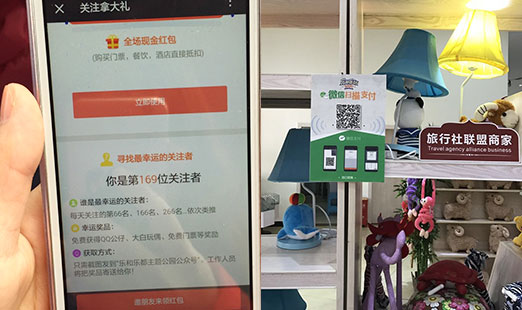 关注拿大礼
全场现金红包
(购买门票，餐饮，酒店直接抵扣)
立即使用
寻找最幸运的关注者
你是第169位关注者
谁是最幸运的关注者：
每天关注的第66名、166名、266名..依次类推
幸运奖品：
免费获得QQ公仔、大白玩偶、免费门票等奖励
获取方式：
只需截图发到“乐和乐都主题公园公众号”，工作人员
将把奖品寄送给你！
邀朋友来领红包
微信扫描支付
旅行社联盟商家
Travel agency alliance business